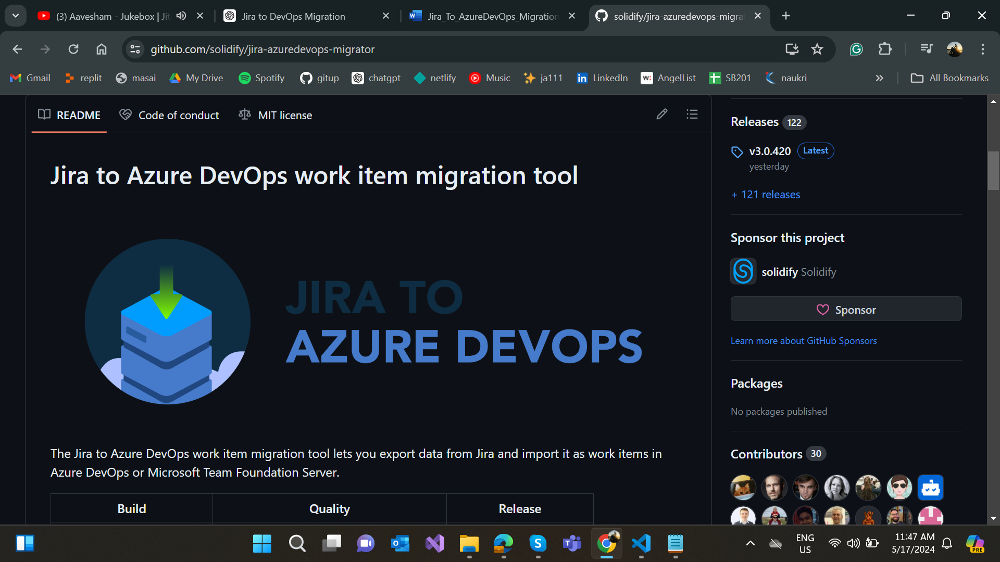 (3) Aavesham - Jukebox | Jit
Jira to DevOps Migration
Jira_To_AzureDevOps_Migration
solidify/jira-azuredevops-migra
github.com/solidify/jira-azuredevops-migrator
Gmail
replit
masai
My Drive
Spotify
gitup
chatgpt
netlify
Music
ja111
LinkedIn
w:
AngelList
SB201
naukri
»
All Bookmarks
README
Code of conduct
MIT license
Jira to Azure DevOps work item migration tool
JIRA TO
AZURE DEVOPS
The Jira to Azure DevOps work item migration tool lets you export data from Jira and import it as work items in
Azure DevOps or Microsoft Team Foundation Server.
Build Quality Release
Releases 122
v3.0.420 Latest
yesterday
+ 121 releases
Sponsor this project
solidify Solidify
Sponsor
Learn more about GitHub Sponsors
Packages
No packages published
Contributors 30
ENG
US
11:47 AM
5/17/2024
PRE